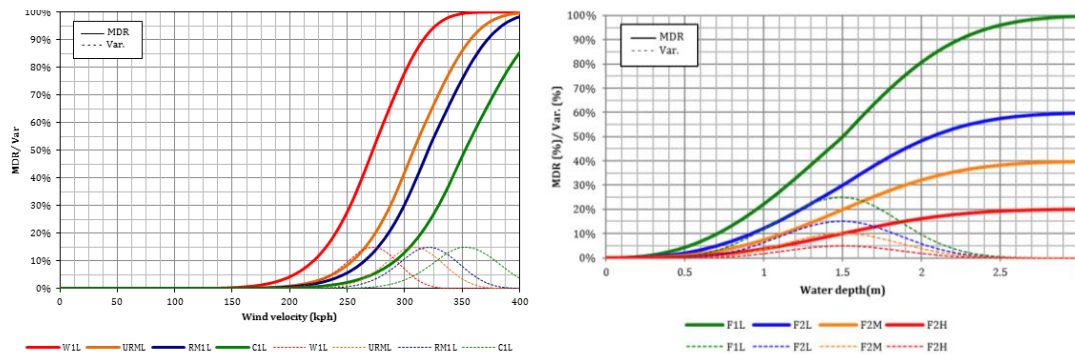 100%
90%
80%
70%
60%
50%
40%
30%
20%
10%
0%
MDR/ Var
MDR
Var.
0 50 100 150 200 250 300 350 400
Wind velocity (kph)
W1L URML RM1L C1L W1L URML RM1L C1L
100%
90%
80%
70%
60%
50%
40%
30%
20%
10%
0%
MDR (%)/ Var. (%)
MDR
Var.
0 0.5 1 1.5 2 2.5
Water depth(m)
F1L F2L F2M F2H
F1L F2L F2M F2H